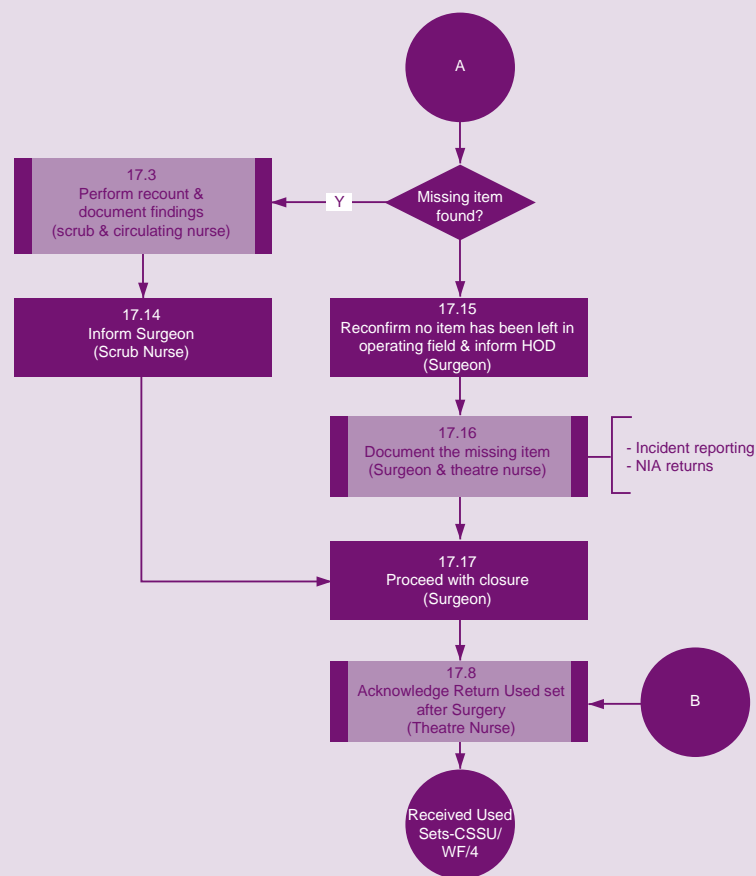 A
Missing item
found?
Y
17.3
Perform recount &
document findings
(scrub & circulating nurse)
17.14
Inform Surgeon
(Scrub Nurse)
17.15
Reconfirm no item has been left in
operating field & inform HOD
(Surgeon)
17.16
Document the missing item
(Surgeon & theatre nurse)
- Incident reporting
- NIA returns
17.17
Proceed with closure
(Surgeon)
17.8
Acknowledge Return Used set
after Surgery
(Theatre Nurse)
B
Received Used
Sets-CSSU/
WF/4